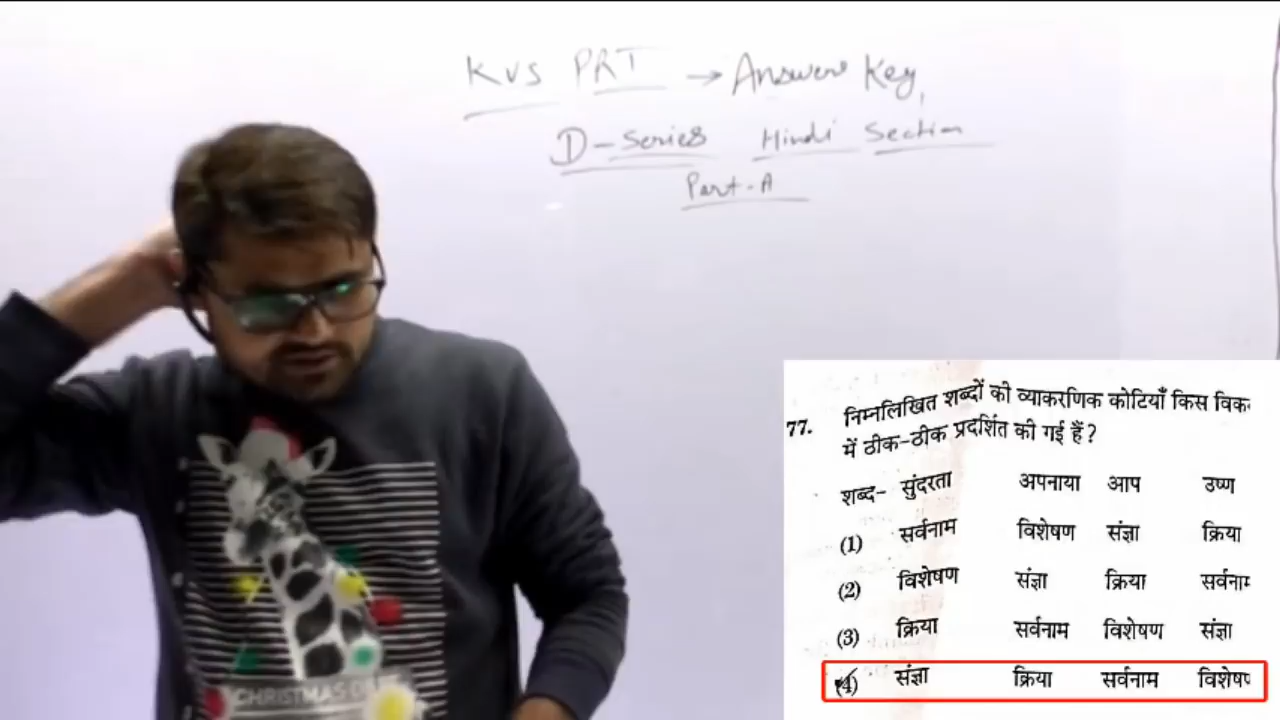 KVS PRT → Answer Key,
D-Series Hindi Section
Part-A
77. निम्नलिखित शब्दों की व्याकरणिक कोटियाँ किस विक
में ठीक-ठीक प्रदर्शित की गई हैं?
शब्द- सुंदरता अपनाया आप उष्ण
(1) सर्वनाम विशेषण संज्ञा क्रिया
(2) विशेषण संज्ञा क्रिया सर्वनाम
(3) क्रिया सर्वनाम विशेषण संज्ञा
(4) संज्ञा क्रिया सर्वनाम विशेषण
CHRISTMAS